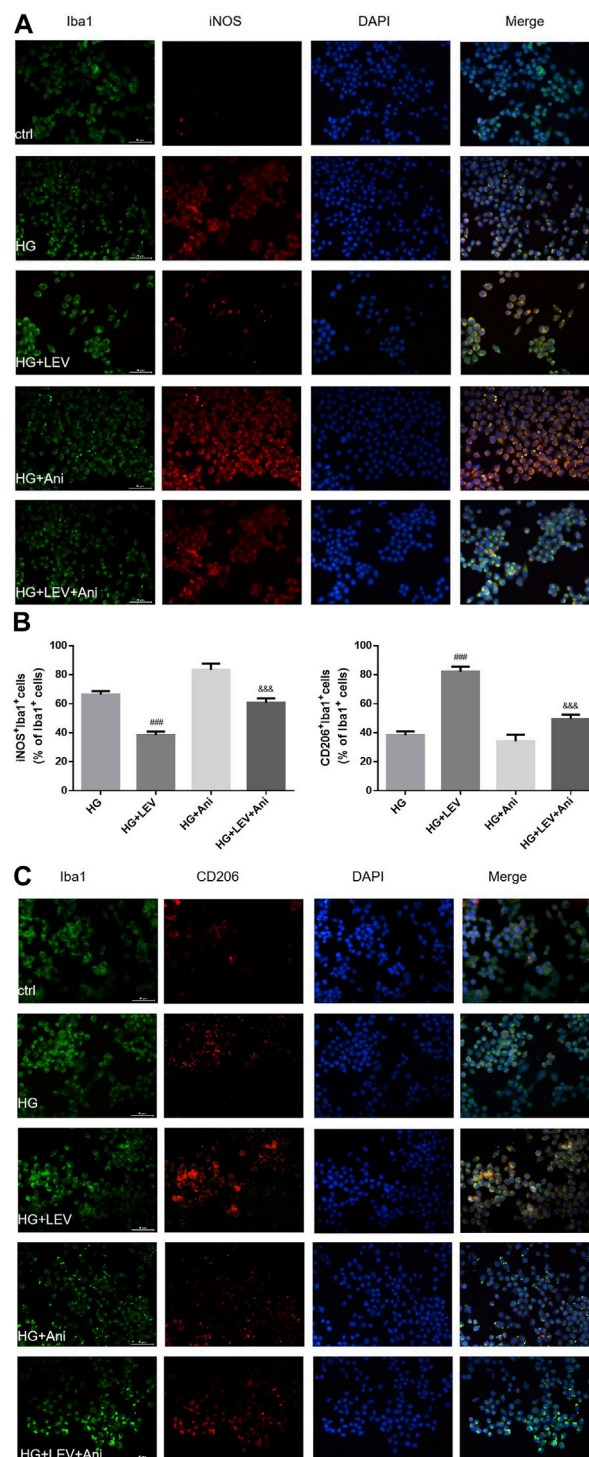 A
Iba1 iNOS DAPI Merge
ctrl
HG
HG+LEV
HG+Ani
HG+LEV+Ani
B
iNOS⁺Iba1⁺cells
(% of Iba1⁺ cells)
100
80
60
40
20
0
HG
HG+LEV
HG+Ani
HG+LEV+Ani
###
&&&
CD206⁺Iba1⁺cells
(% of Iba1⁺ cells)
100
80
60
40
20
0
HG
HG+LEV
HG+Ani
HG+LEV+Ani
###
&&&
C
Iba1 CD206 DAPI Merge
ctrl
HG
HG+LEV
HG+Ani
HG+LEV+Ani